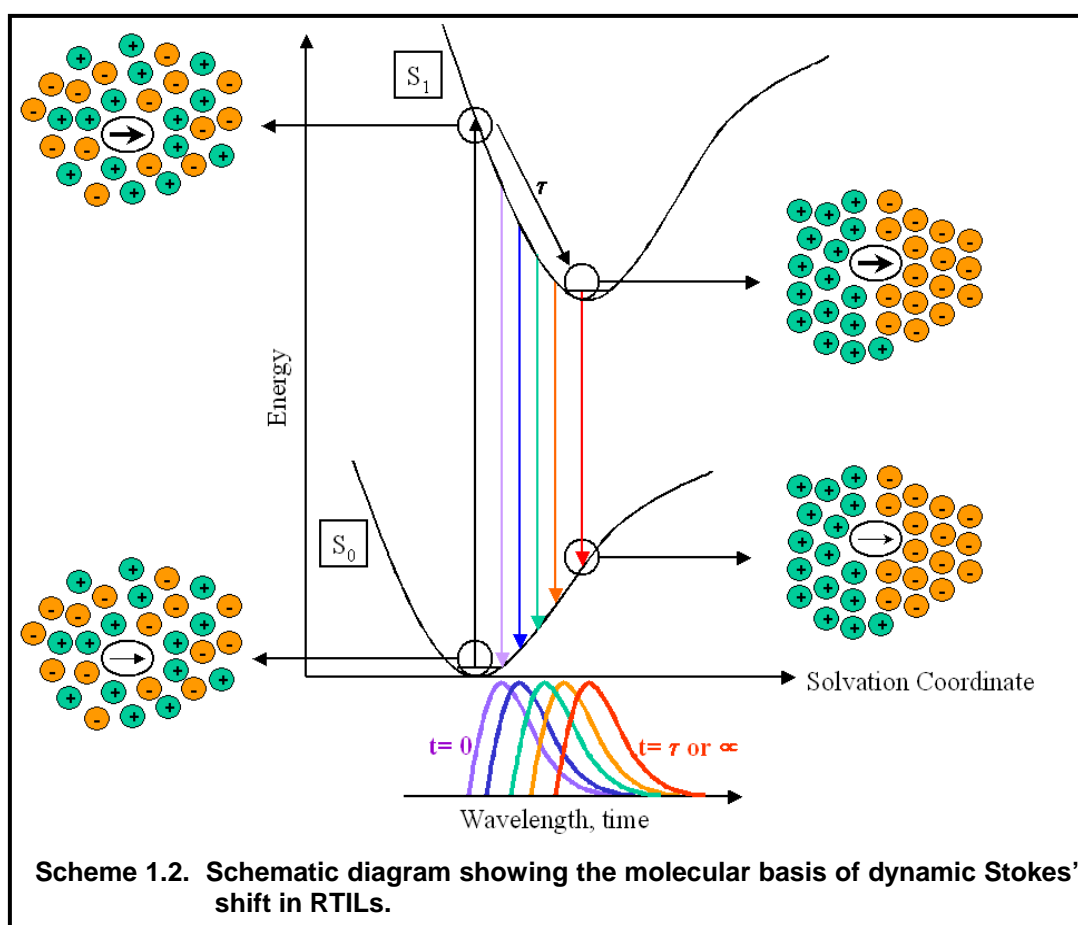 S₁
τ
Energy
S₀
Solvation Coordinate
t= 0
t= τ or ∝
Wavelength, time
Scheme 1.2. Schematic diagram showing the molecular basis of dynamic Stokes’
shift in RTILs.